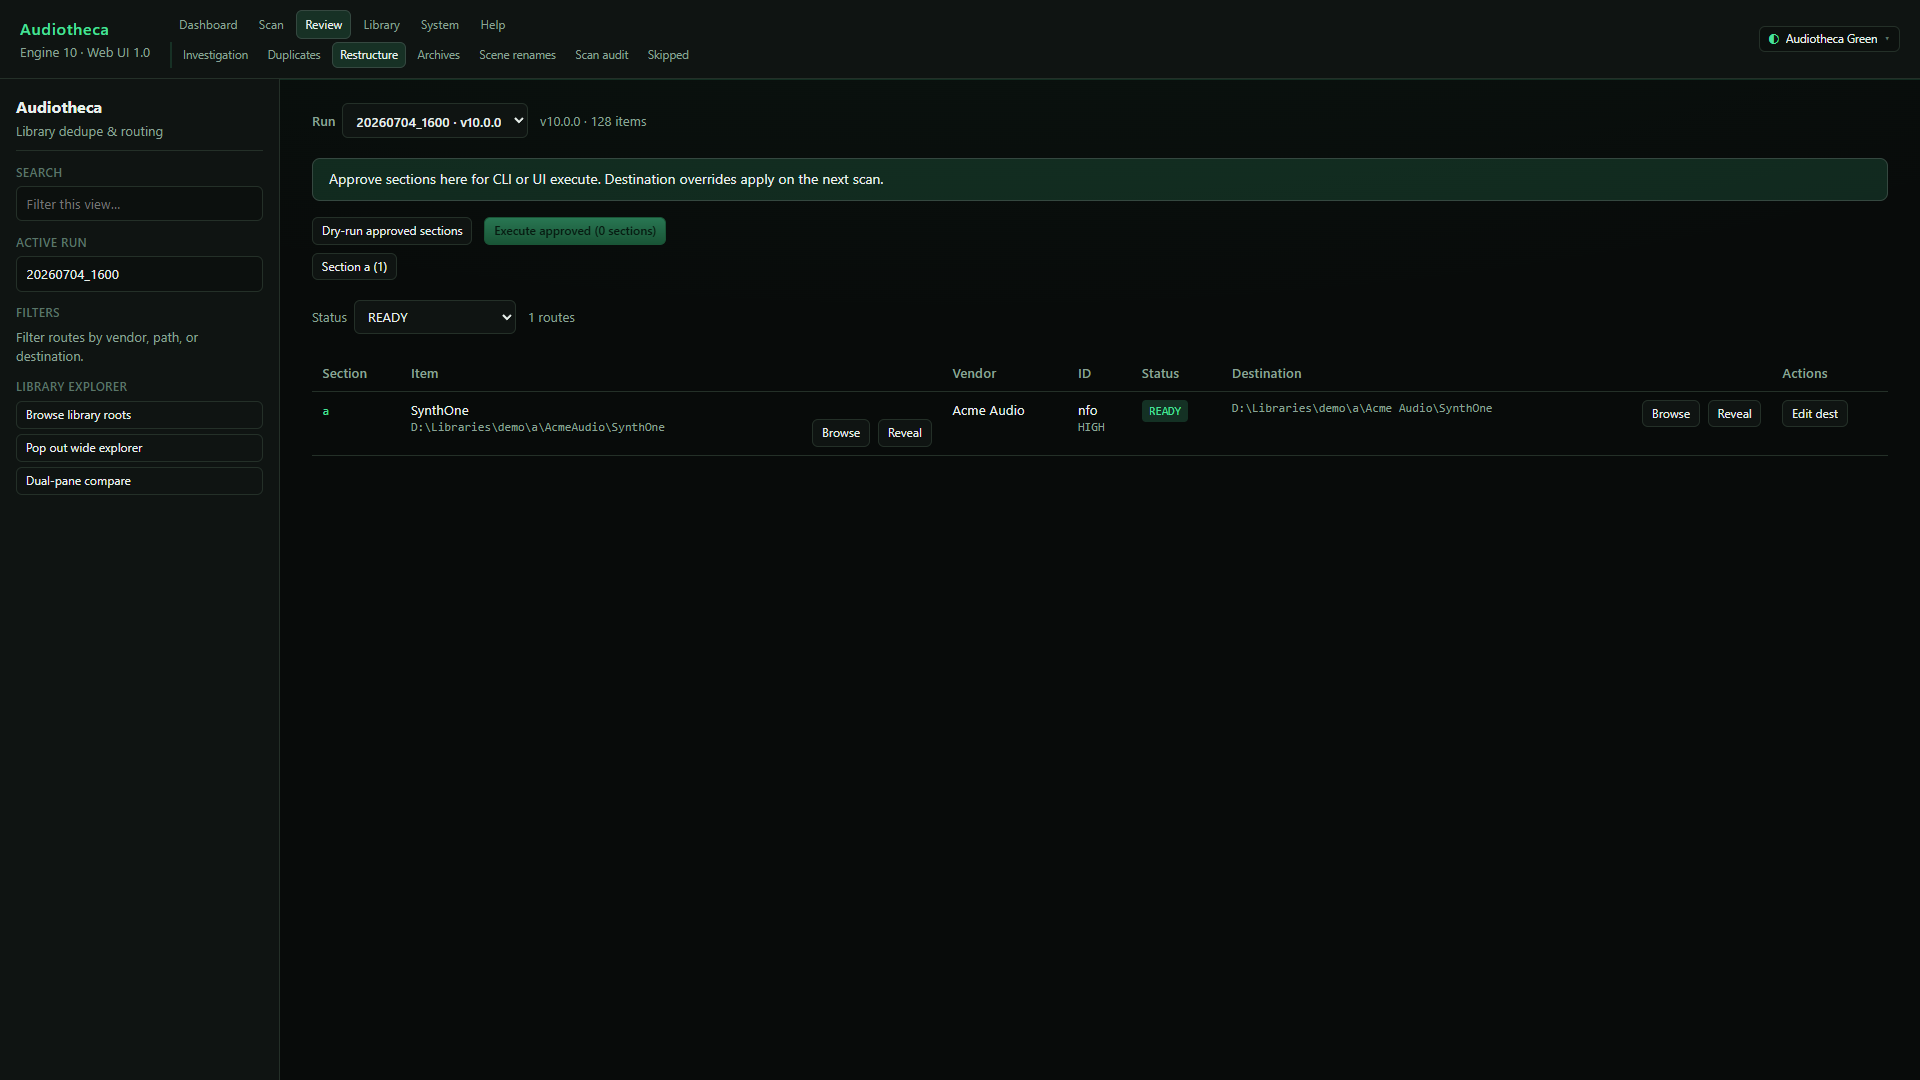 Audiotheca
Engine 10 · Web UI 1.0
Dashboard Scan Review Library System Help
Investigation Duplicates Restructure Archives Scene renames Scan audit Skipped
Audiotheca Green
Audiotheca
Library dedupe & routing
SEARCH
Filter this view...
ACTIVE RUN
20260704_1600
FILTERS
Filter routes by vendor, path, or
destination.
LIBRARY EXPLORER
Browse library roots
Pop out wide explorer
Dual-pane compare
Run 20260704_1600 · v10.0.0 v10.0.0 · 128 items
Approve sections here for CLI or UI execute. Destination overrides apply on the next scan.
Dry-run approved sections Execute approved (0 sections)
Section a (1)
Status READY 1 routes
Section Item Vendor ID Status Destination Actions
a SynthOne Acme Audio nfo READY D:\Libraries\demo\a\Acme Audio\SynthOne Browse Reveal Edit dest
D:\Libraries\demo\a\AcmeAudio\SynthOne Browse Reveal HIGH